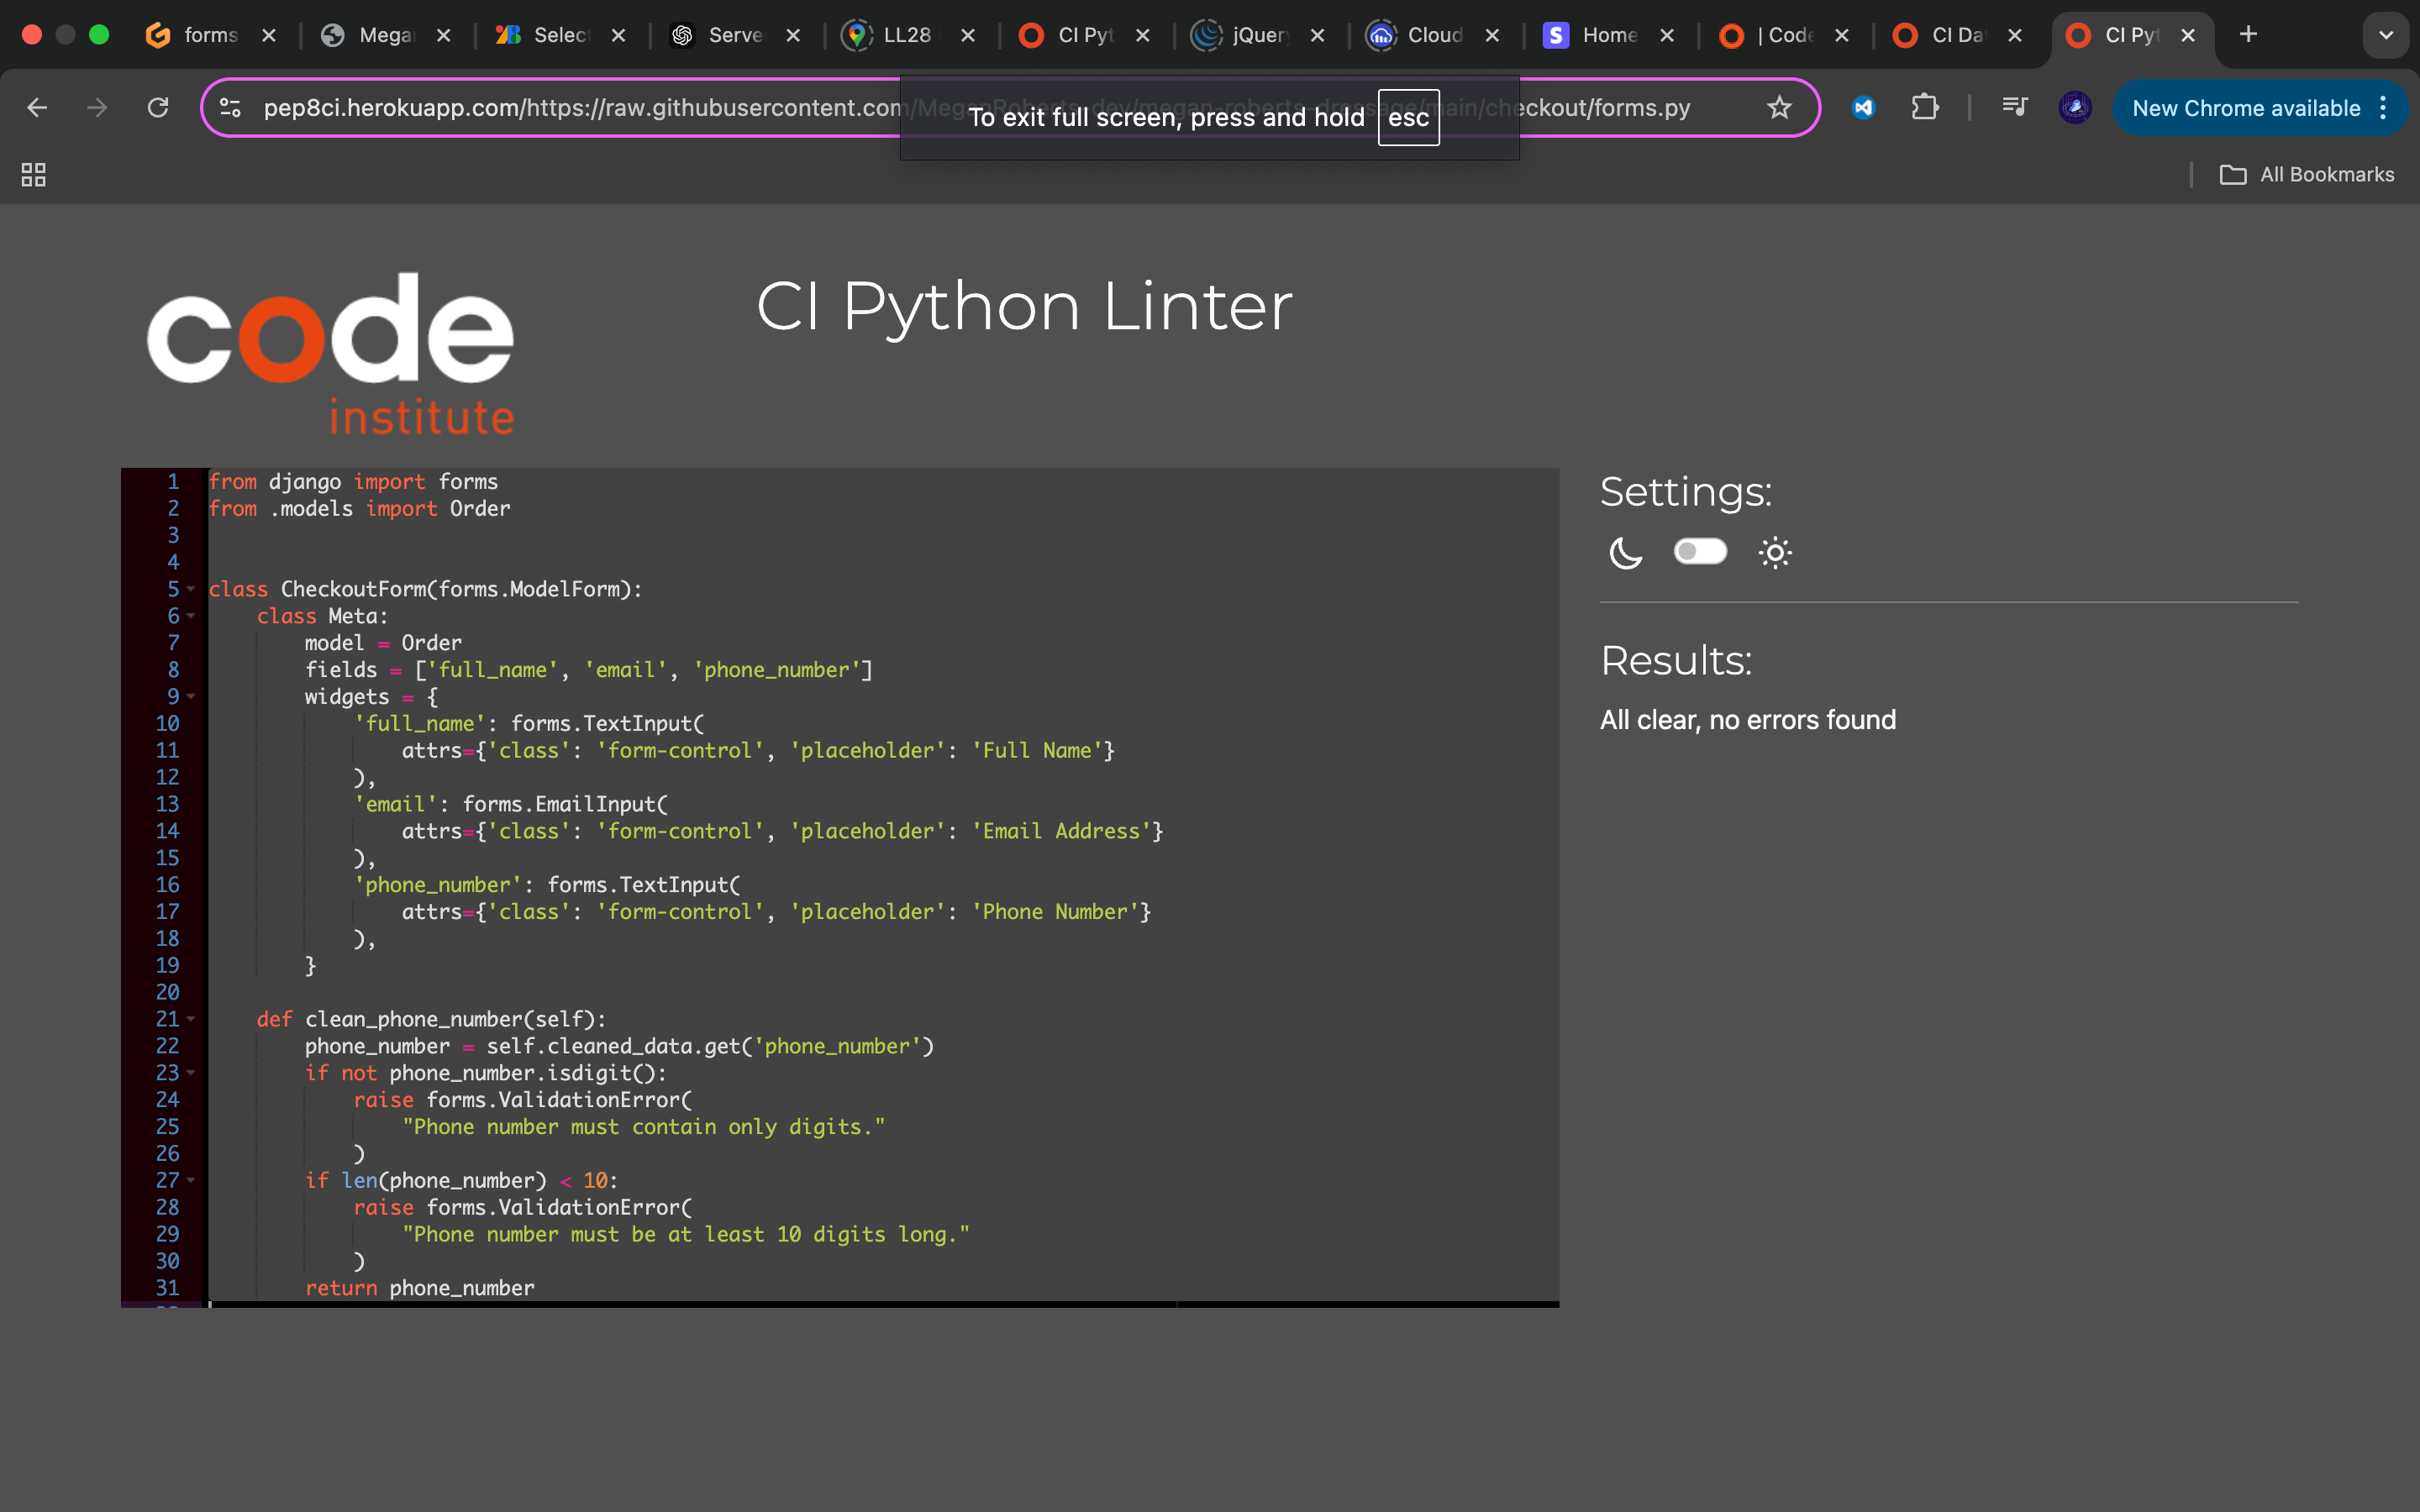 forms
Megar
Selec
Serve
LL28
CI Pyt
jQuery
Cloud
Home
| Code
CI Da
CI Pyt
pep8ci.herokuapp.com/https://raw.githubusercontent.com/MeganRoberts-dev/megan-roberts-dressage/main/checkout/forms.py
To exit full screen, press and hold esc
New Chrome available
All Bookmarks
code
institute
CI Python Linter
1 from django import forms
2 from .models import Order
3
4
5 class CheckoutForm(forms.ModelForm):
6 class Meta:
7 model = Order
8 fields = ['full_name', 'email', 'phone_number']
9 widgets = {
10 'full_name': forms.TextInput(
11 attrs={'class': 'form-control', 'placeholder': 'Full Name'}
12 ),
13 'email': forms.EmailInput(
14 attrs={'class': 'form-control', 'placeholder': 'Email Address'}
15 ),
16 'phone_number': forms.TextInput(
17 attrs={'class': 'form-control', 'placeholder': 'Phone Number'}
18 ),
19 }
20
21 def clean_phone_number(self):
22 phone_number = self.cleaned_data.get('phone_number')
23 if not phone_number.isdigit():
24 raise forms.ValidationError(
25 "Phone number must contain only digits."
26 )
27 if len(phone_number) < 10:
28 raise forms.ValidationError(
29 "Phone number must be at least 10 digits long."
30 )
31 return phone_number
Settings:
Results:
All clear, no errors found